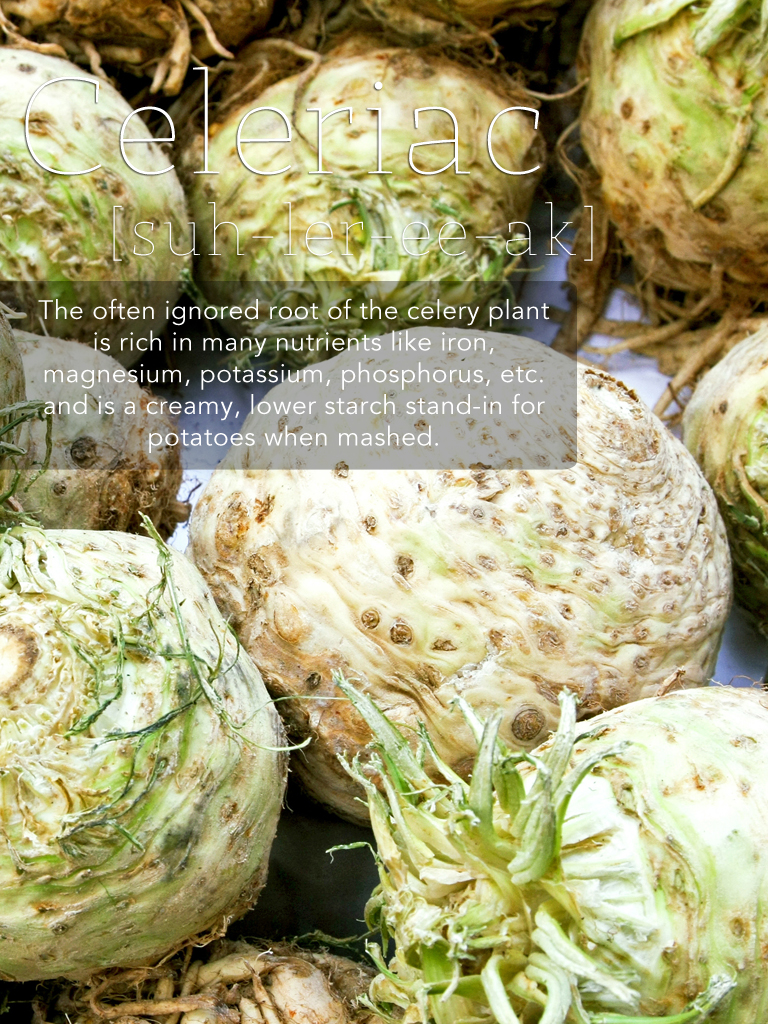 Celeriac
[suh-ler-ee-ak]
The often ignored root of the celery plant
is rich in many nutrients like iron,
magnesium, potassium, phosphorus, etc.
and is a creamy, lower starch stand-in for
potatoes when mashed.